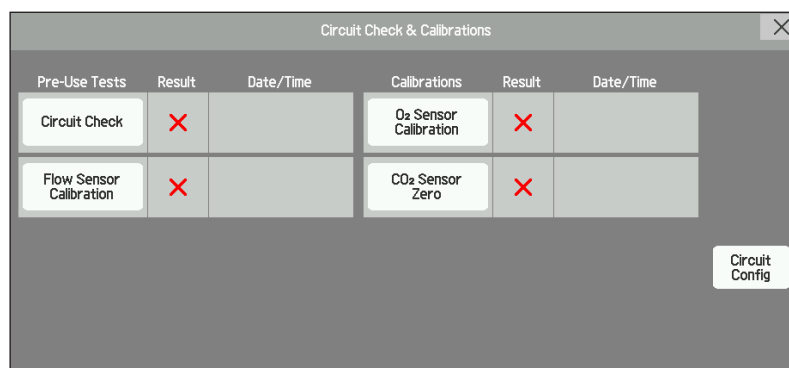 Circuit Check & Calibrations
Pre-Use Tests Result Date/Time Calibrations Result Date/Time
Circuit Check
O₂ Sensor
Calibration
Flow Sensor
Calibration
CO₂ Sensor
Zero
Circuit
Config